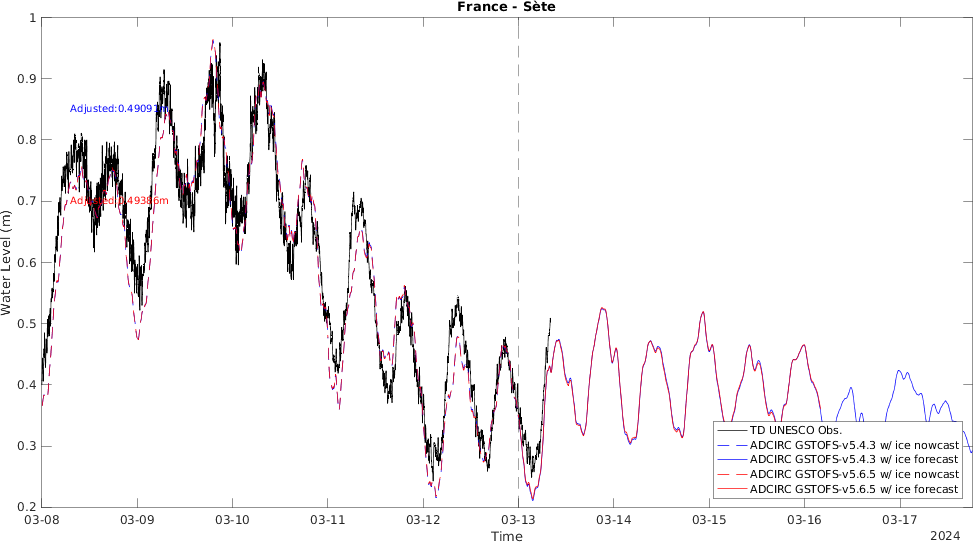 France - Sète
Water Level (m)
1
0.9
0.8
0.7
0.6
0.5
0.4
0.3
0.2
Adjusted:0.49097m
Adjusted:0.49386m
TD UNESCO Obs.
ADCIRC GSTOFS-v5.4.3 w/ ice nowcast
ADCIRC GSTOFS-v5.4.3 w/ ice forecast
ADCIRC GSTOFS-v5.6.5 w/ ice nowcast
ADCIRC GSTOFS-v5.6.5 w/ ice forecast
03-08 03-09 03-10 03-11 03-12 03-13 03-14 03-15 03-16 03-17
Time
2024